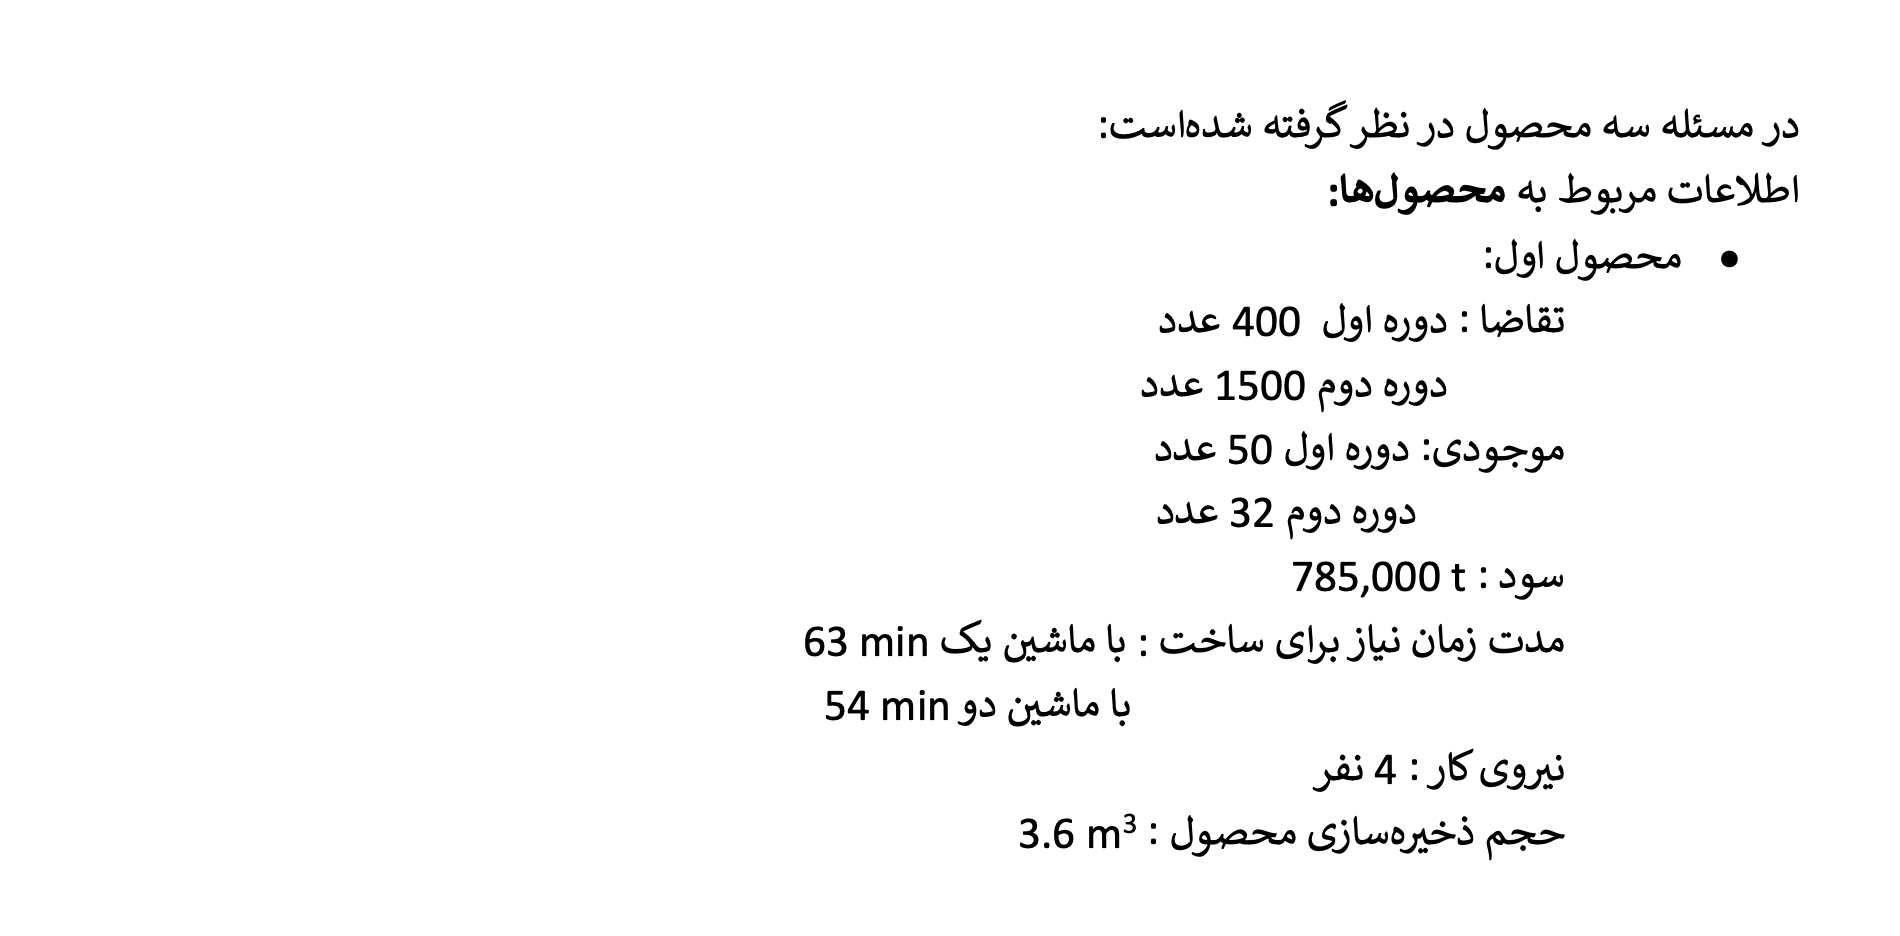 در مسئله سه محصول در نظر گرفته شده‌است:
اطلاعات مربوط به محصول‌ها:
• محصول اول:
تقاضا : دوره اول 400 عدد
دوره دوم 1500 عدد
موجودی: دوره اول 50 عدد
دوره دوم 32 عدد
سود : 785,000 t
مدت زمان نیاز برای ساخت : با ماشین یک 63 min
با ماشین دو 54 min
نیروی کار : 4 نفر
حجم ذخیره‌سازی محصول : 3.6 m³